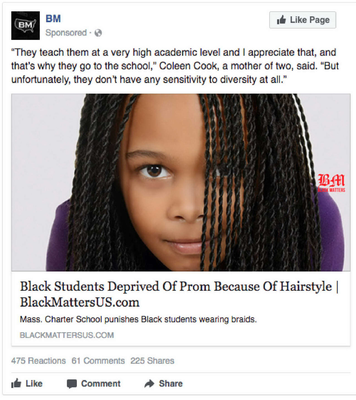 BM
BM
Sponsored ·
Like Page
"They teach them at a very high academic level and I appreciate that, and
that's why they go to the school," Coleen Cook, a mother of two, said. "But
unfortunately, they don't have any sensitivity to diversity at all."
BM
Black Students Deprived Of Prom Because Of Hairstyle |
BlackMattersUS.com
Mass. Charter School punishes Black students wearing braids.
BLACKMATTERSUS.COM
475 Reactions 61 Comments 225 Shares
Like Comment Share